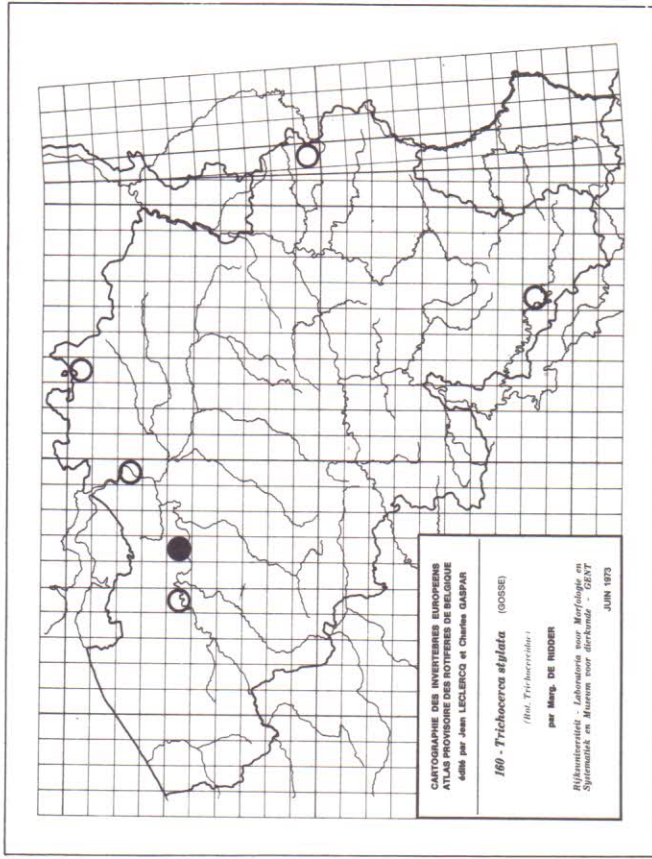 CARTOGRAPHIE DES INVERTEBRES EUROPEENS
ATLAS PROVISOIRE DES ROTIFERES DE BELGIQUE
édité par Jean LECLERCQ et Charles GASPAR
160 - Trichocerca stylata (GOSSE)
(Rot. Trichocercidae)
par Marg. DE RIDDER
Rijksuniversiteit - Laboratoria voor Morfologie en
Systematiek en Museum voor dierkunde - GENT
JUIN 1973